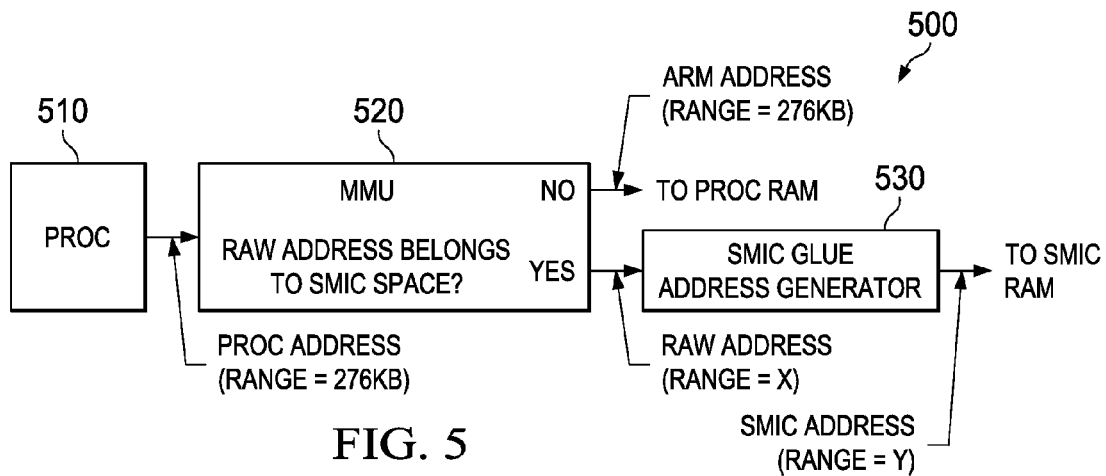 500
ARM ADDRESS
(RANGE = 276KB)
510
520
MMU
NO
TO PROC RAM
530
PROC
RAW ADDRESS BELONGS
TO SMIC SPACE?
YES
SMIC GLUE
ADDRESS GENERATOR
TO SMIC
RAM
PROC ADDRESS
(RANGE = 276KB)
RAW ADDRESS
(RANGE = X)
SMIC ADDRESS
(RANGE = Y)
FIG. 5